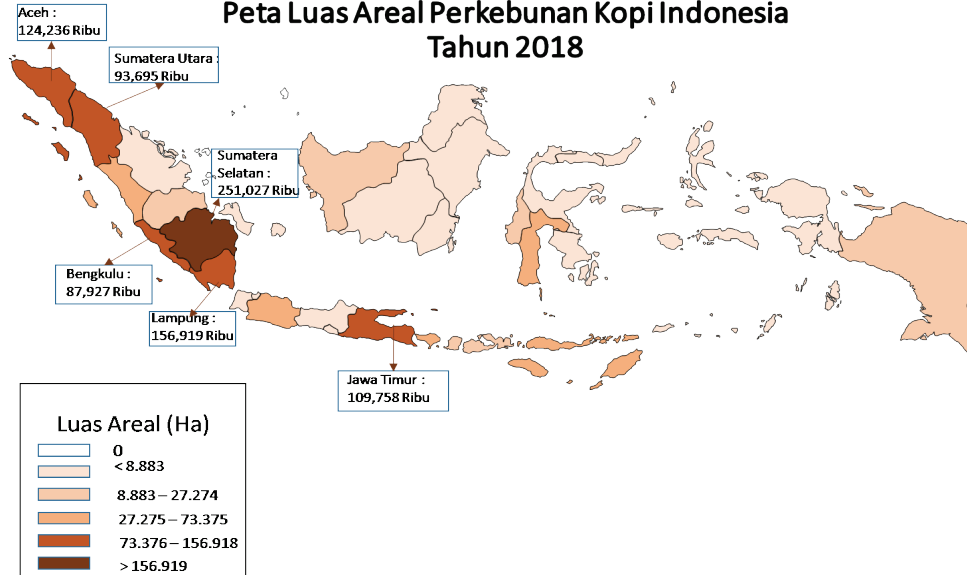 Peta Luas Areal Perkebunan Kopi Indonesia
Tahun 2018
Aceh :
124,236 Ribu
Sumatera Utara :
93,695 Ribu
Sumatera
Selatan :
251,027 Ribu
Bengkulu :
87,927 Ribu
Lampung :
156,919 Ribu
Jawa Timur :
109,758 Ribu
Luas Areal (Ha)
0
< 8.883
8.883 – 27.274
27.275 – 73.375
73.376 – 156.918
> 156.919